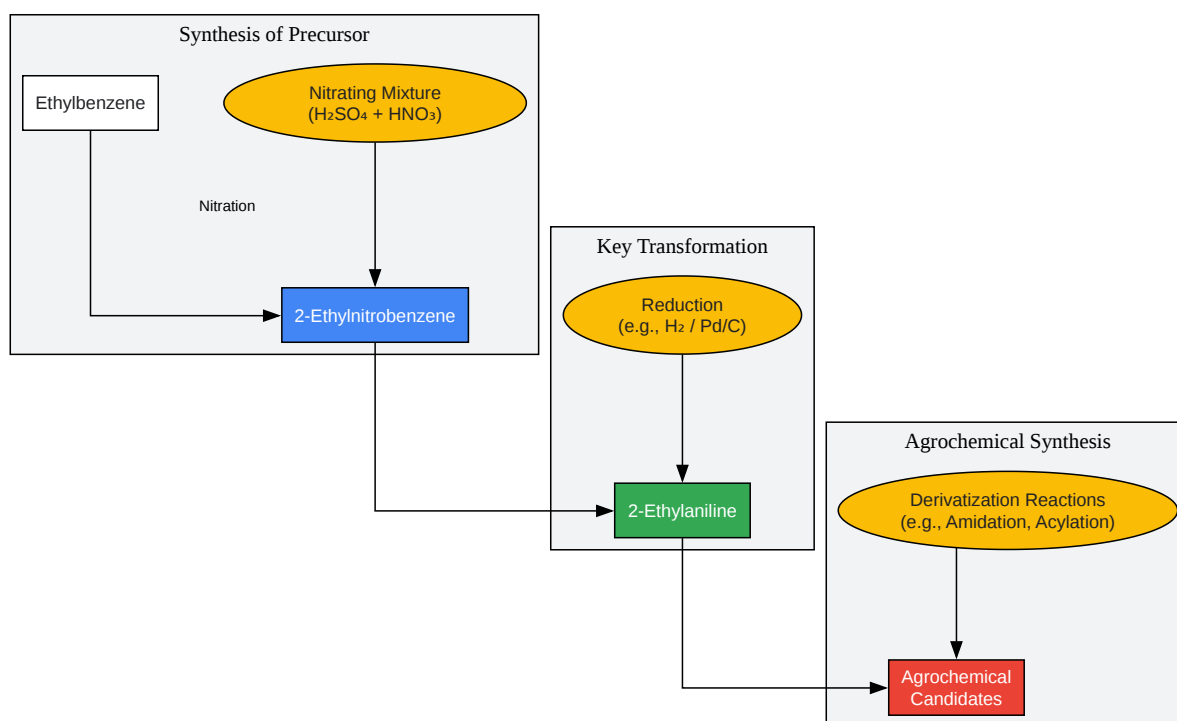 Synthesis of Precursor
Ethylbenzene
Nitrating Mixture
(H₂SO₄ + HNO₃)
Nitration
2-Ethylnitrobenzene
Key Transformation
Reduction
(e.g., H₂ / Pd/C)
2-Ethylaniline
Agrochemical Synthesis
Derivatization Reactions
(e.g., Amidation, Acylation)
Agrochemical
Candidates